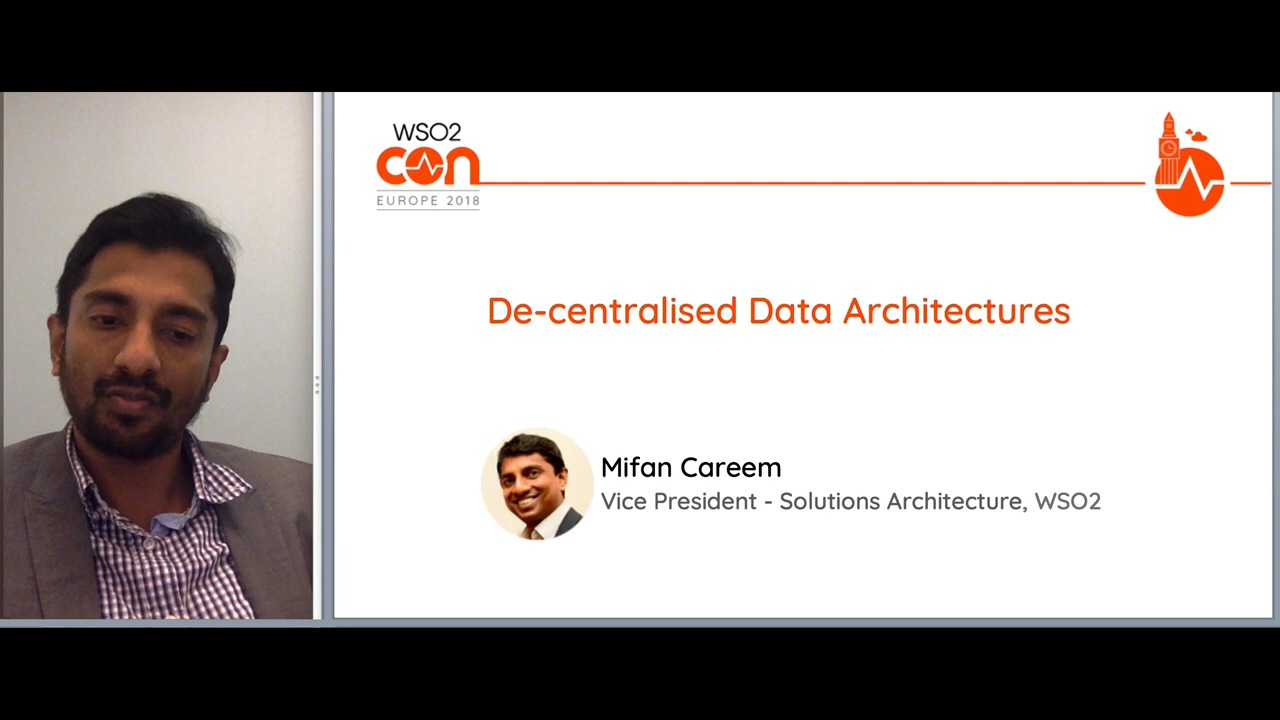 WSO2
con
EUROPE 2018
De-centralised Data Architectures
Mifan Careem
Vice President - Solutions Architecture, WSO2